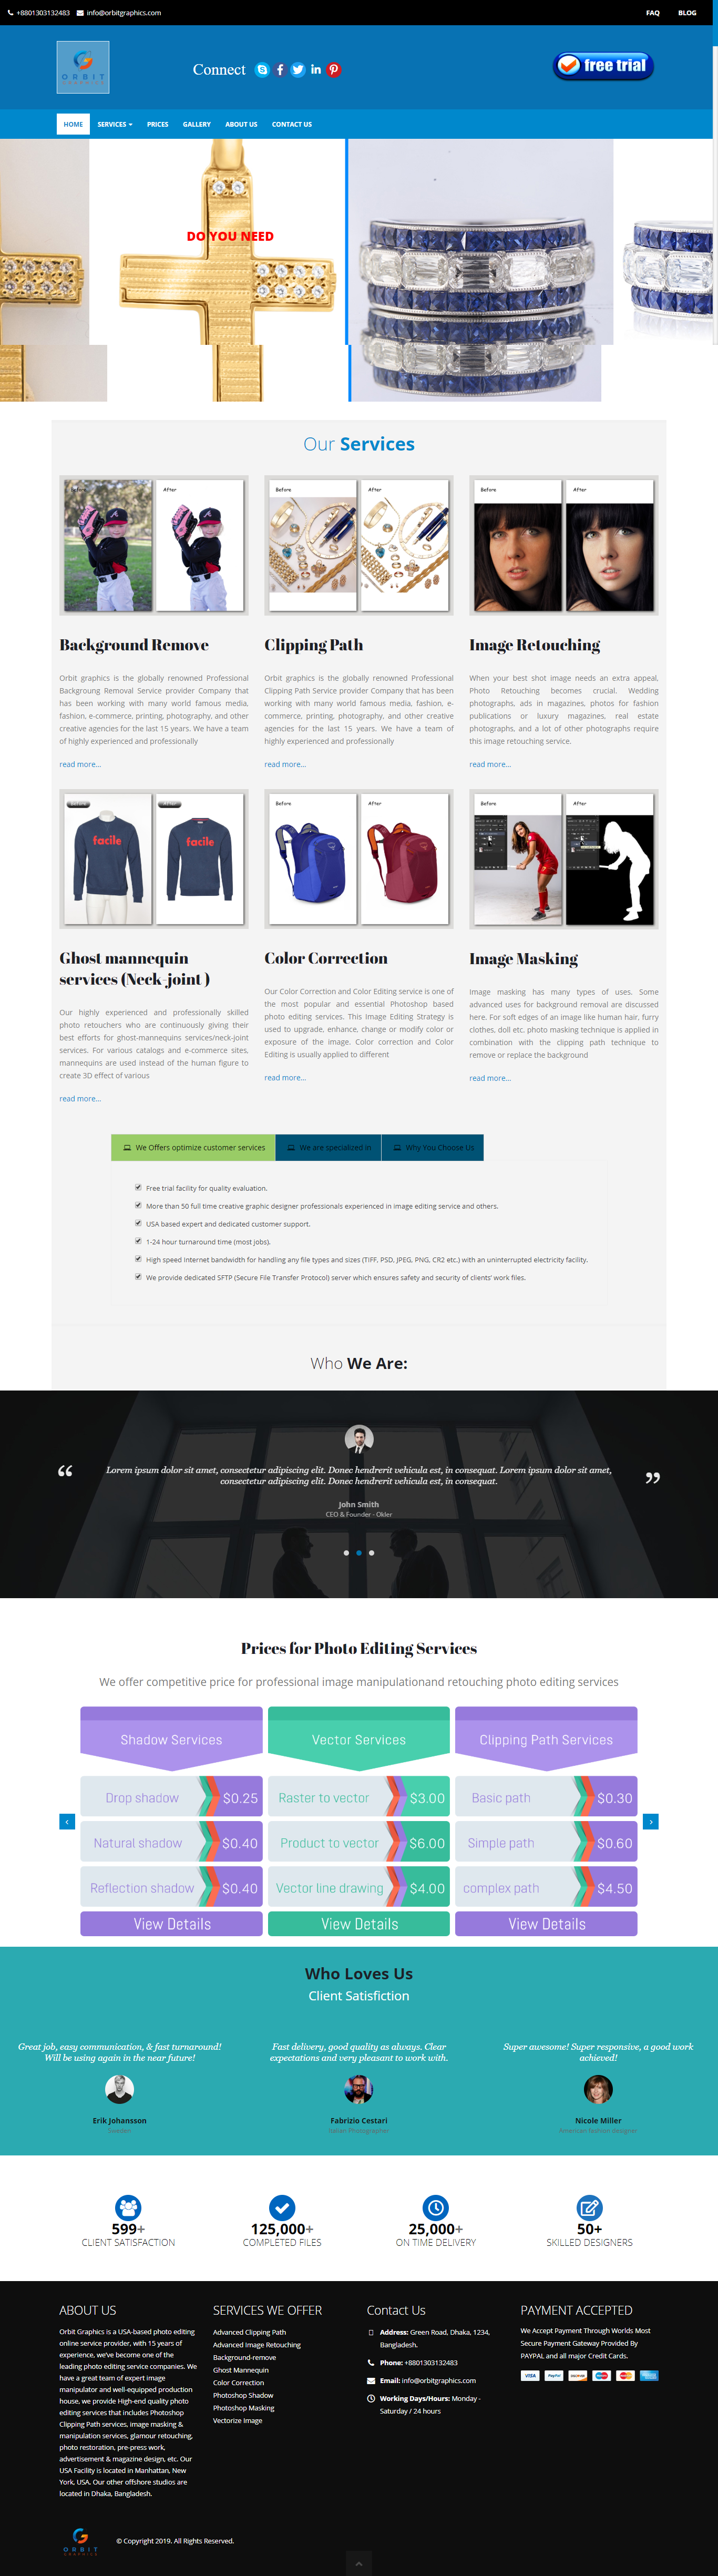 +8801303132483 info@orbitgraphics.com FAQ BLOG
ORBIT
GRAPHICS
Connect
free trial
HOME SERVICES PRICES GALLERY ABOUT US CONTACT US
DO YOU NEED
Our Services
Before After
Before After
Before After
Background Remove
Orbit graphics is the globally renowned Professional
Backgroung Removal Service provider Company that
has been working with many world famous media,
fashion, e-commerce, printing, photography, and other
creative agencies for the last 15 years. We have a team
of highly experienced and professionally
read more...
Clipping Path
Orbit graphics is the globally renowned Professional
Clipping Path Service provider Company that has been
working with many world famous media, fashion, e-
commerce, printing, photography, and other creative
agencies for the last 15 years. We have a team of
highly experienced and professionally
read more...
Image Retouching
When your best shot image needs an extra appeal,
Photo Retouching becomes crucial. Wedding
photographs, ads in magazines, photos for fashion
publications or luxury magazines, real estate
photographs, and a lot of other photographs require
this image retouching service.
read more...
Before After
facile facile
Before After
Before After
Ghost mannequin
services (Neck-joint )
Our highly experienced and professionally skilled
photo retouchers who are continuously giving their
best efforts for ghost-mannequins services/neck-joint
services. For various catalogs and e-commerce sites,
mannequins are used instead of the human figure to
create 3D effect of various
read more...
Color Correction
Our Color Correction and Color Editing service is one of
the most popular and essential Photoshop based
photo editing services. This Image Editing Strategy is
used to upgrade, enhance, change or modify color or
exposure of the image. Color correction and Color
Editing is usually applied to different
read more...
Image Masking
Image masking has many types of uses. Some
advanced uses for background removal are discussed
here. For soft edges of an image like human hair, furry
clothes, doll etc, photo masking technique is applied in
combination with the clipping path technique to
remove or replace the background
read more...
We Offers optimize customer services We are specialized in Why You Choose Us
Free trial facility for quality evaluation.
More than 50 full time creative graphic designer professionals experienced in image editing service and others.
USA based expert and dedicated customer support.
1-24 hour turnaround time (most jobs).
High speed internet bandwidth for handling any file types and sizes (TIFF, PSD, JPEG, PNG, CR2 etc.) with an uninterrupted electricity facility.
We provide dedicated SFTP (Secure File Transfer Protocol) server which ensures safety and security of clients' work files.
Who We Are:
“ Lorem ipsum dolor sit amet, consectetur adipiscing elit. Donec hendrerit vehicula est, in consequat. Lorem ipsum dolor sit amet, ”
consectetur adipiscing elit. Donec hendrerit vehicula est, in consequat.
John Smith
CEO & Founder - Okler
Prices for Photo Editing Services
We offer competitive price for professional image manipulationand retouching photo editing services
Shadow Services Vector Services Clipping Path Services
Drop shadow $0.25 Raster to vector $3.00 Basic path $0.30
Natural shadow $0.40 Product to vector $6.00 Simple path $0.60
Reflection shadow $0.40 Vector line drawing $4.00 complex path $4.50
View Details View Details View Details
Who Loves Us
Client Satisfiction
Great job, easy communication, & fast turnaround!
Will be using again in the near future!
Erik Johansson
Sweden
Fast delivery, good quality as always. Clear
expectations and very pleasant to work with.
Fabrizio Cestari
Italian Photographer
Super awesome! Super responsive, a good work
achieved!
Nicole Miller
American fashion designer
599+ 125,000+ 25,000+ 50+
CLIENT SATISFACTION COMPLETED FILES ON TIME DELIVERY SKILLED DESIGNERS
ABOUT US
Orbit Graphics is a USA-based photo editing
online service provider, with 15 years of
experience, we've become one of the
leading photo editing service companies. We
have a great team of expert image
manipulator and well-equipped production
house, we provide High-end quality photo
editing services that includes Photoshop
Clipping Path services, image masking &
manipulation services, glamour retouching,
photo restoration, pre-press work,
advertisement & magazine design, etc. Our
USA Facility is located in Manhattan, New
York, USA. Our other offshore studios are
located in Dhaka, Bangladesh.
SERVICES WE OFFER
Advanced Clipping Path
Advanced Image Retouching
Background-remove
Ghost Mannequin
Color Correction
Photoshop Shadow
Photoshop Masking
Vectorize Image
Contact Us
Address: Green Road, Dhaka, 1234,
Bangladesh.
Phone: +8801303132483
Email: info@orbitgraphics.com
Working Days/Hours: Monday -
Saturday / 24 hours
PAYMENT ACCEPTED
We Accept Payment Through Worlds Most
Secure Payment Gateway Provided By
PAYPAL and all major Credit Cards.
VISA PayPal
ORBIT
GRAPHICS
© Copyright 2019. All Rights Reserved.